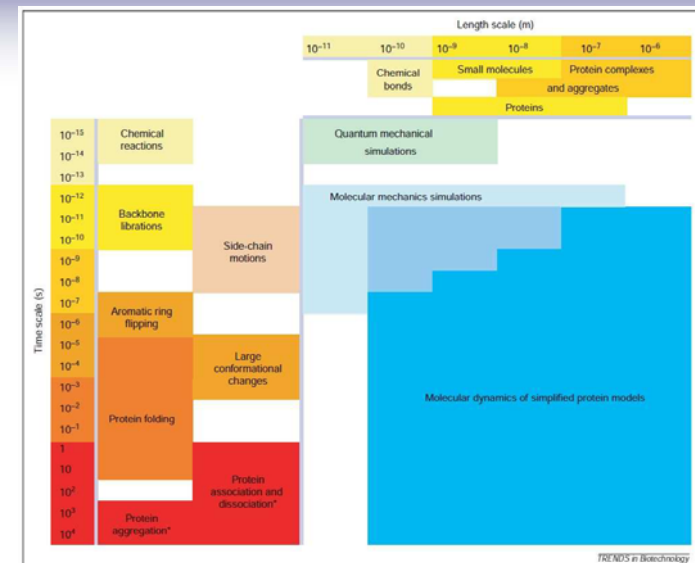 Length scale (m)
10⁻¹¹ 10⁻¹⁰ 10⁻⁹ 10⁻⁸ 10⁻⁷ 10⁻⁶
Chemical
bonds
Small molecules
Protein complexes
and aggregates
Proteins
Time scale (s)
10⁻¹⁵
10⁻¹⁴
10⁻¹³
10⁻¹²
10⁻¹¹
10⁻¹⁰
10⁻⁹
10⁻⁸
10⁻⁷
10⁻⁶
10⁻⁵
10⁻⁴
10⁻³
10⁻²
10⁻¹
1
10
10²
10³
10⁴
Chemical
reactions
Backbone
librations
Side-chain
motions
Aromatic ring
flipping
Large
conformational
changes
Protein folding
Protein
association and
dissociation*
Protein
aggregation*
Quantum mechanical
simulations
Molecular mechanics simulations
Molecular dynamics of simplified protein models
TRENDS in Biotechnology